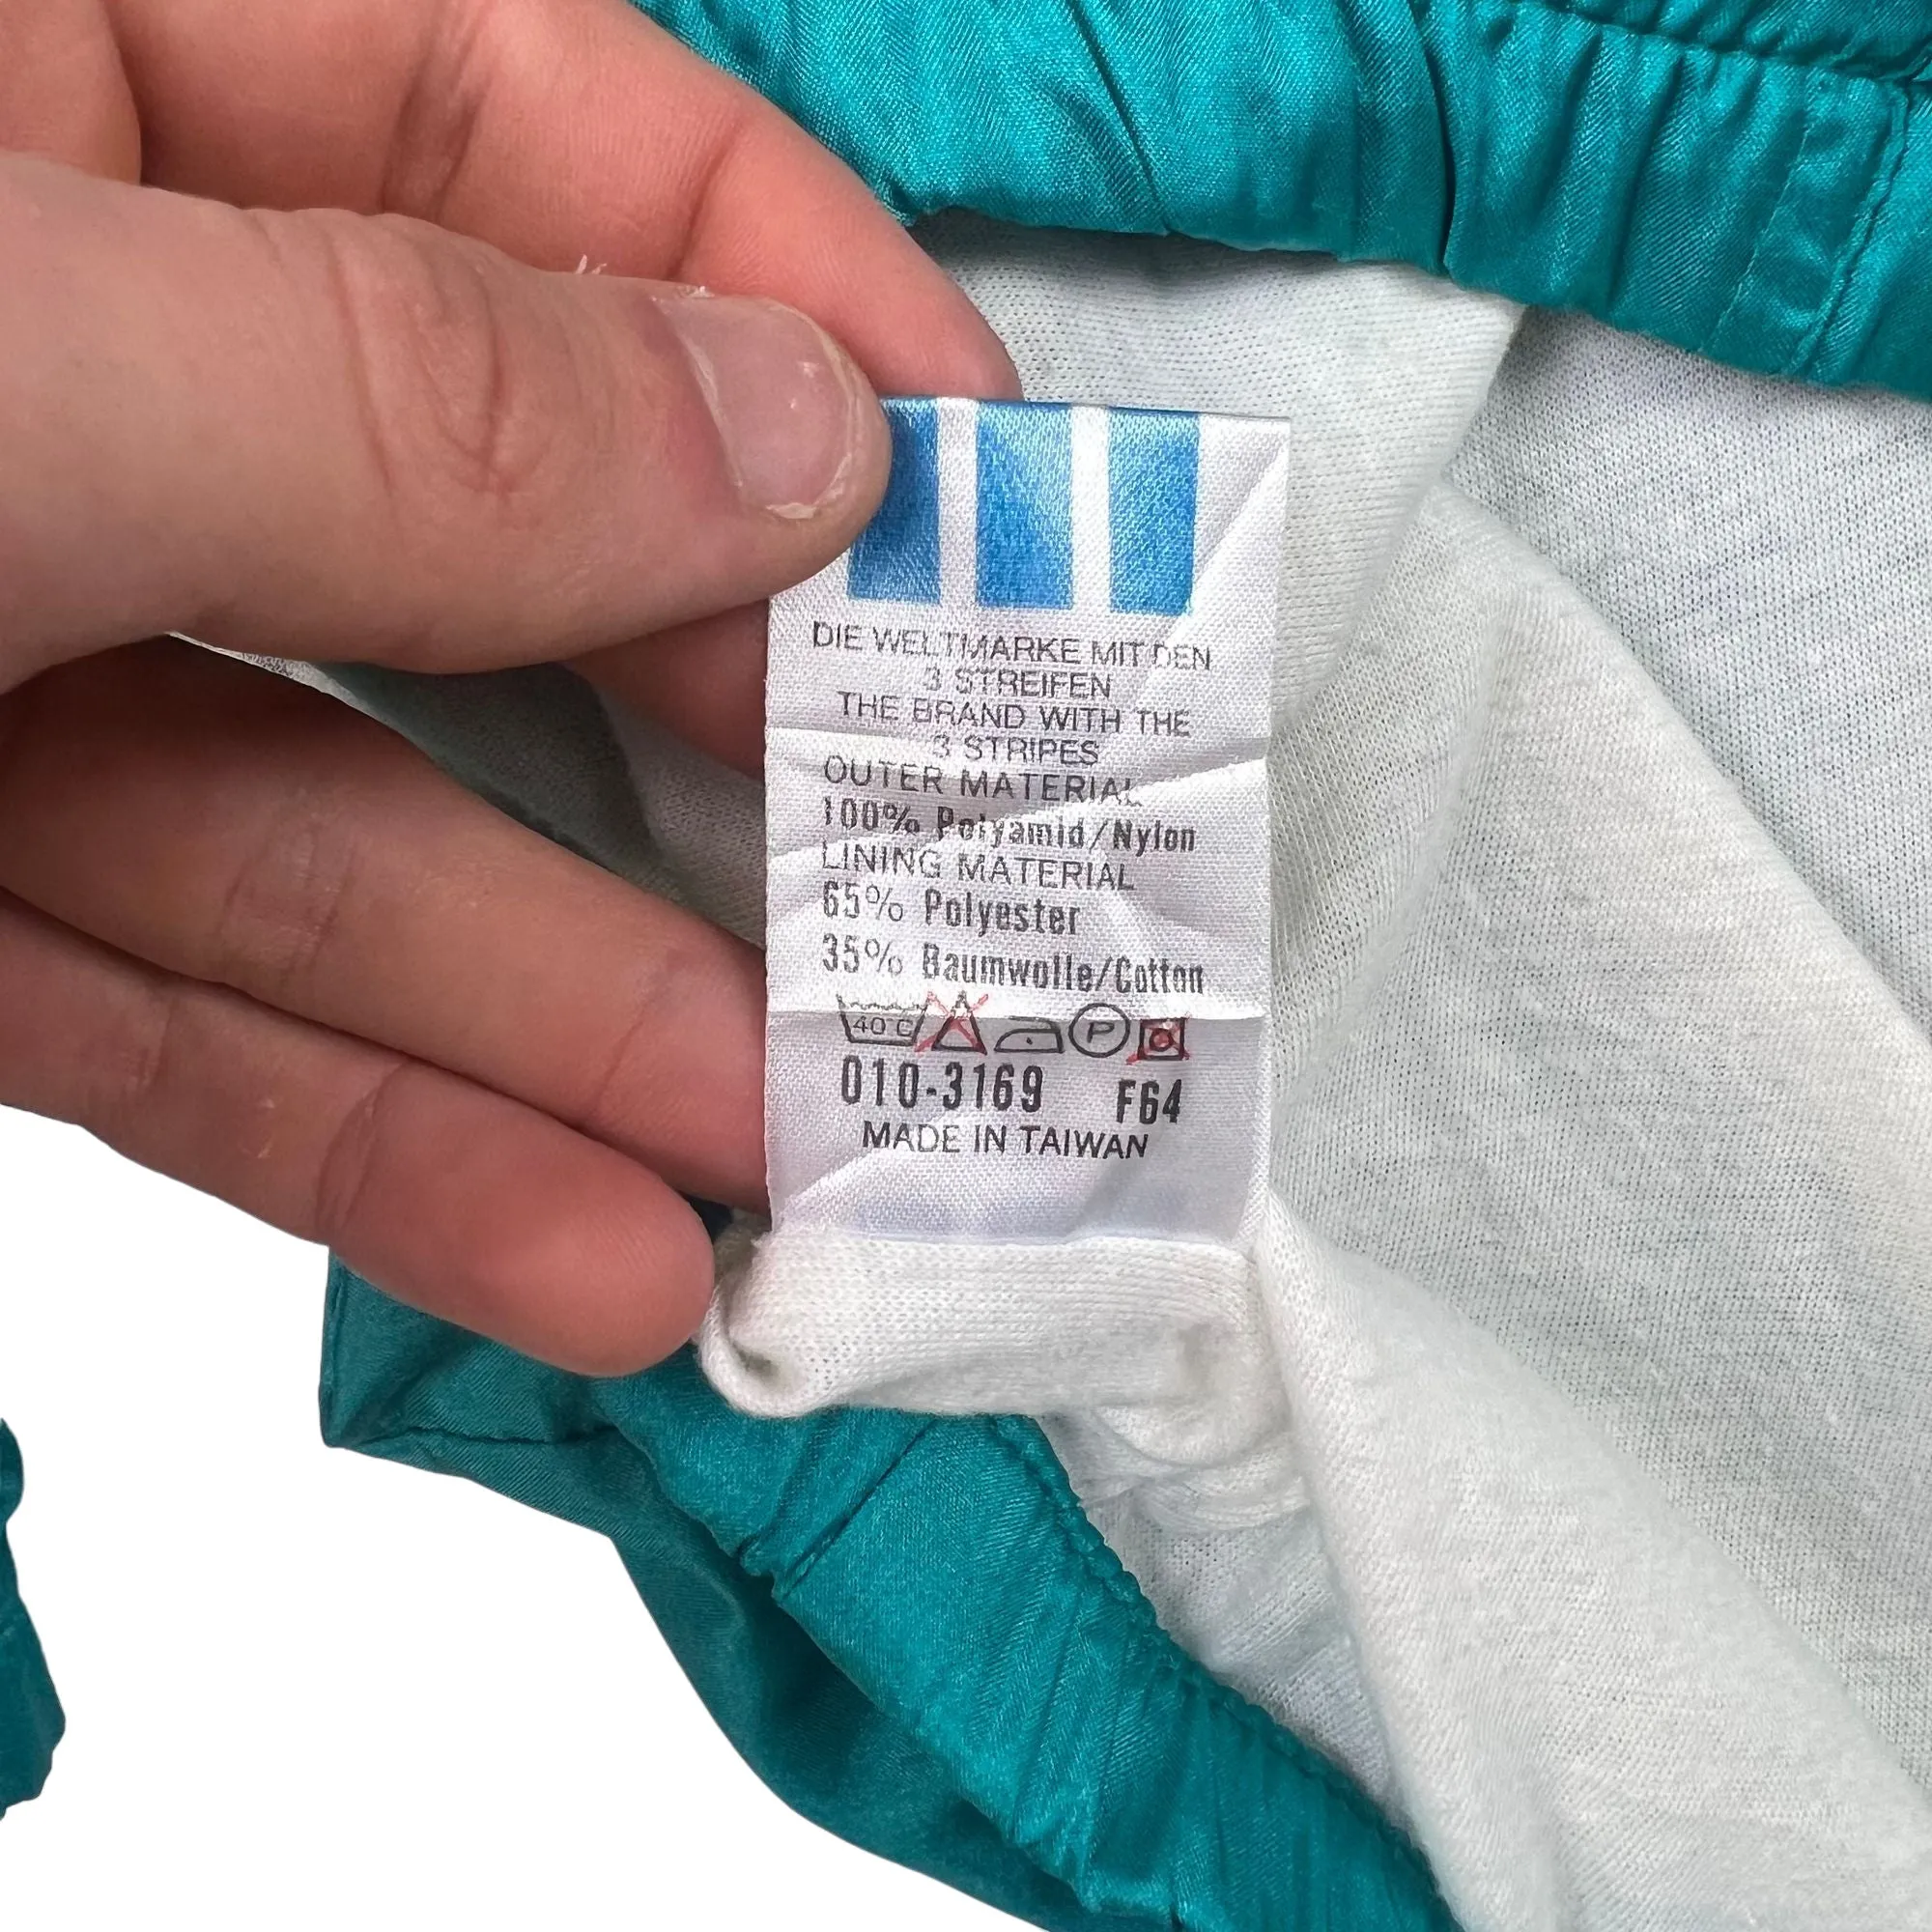 DIE WELTMARKE MIT DEN
3 STREIFEN
THE BRAND WITH THE
3 STRIPES
OUTER MATERIAL
100% Polyamid/Nylon
LINING MATERIAL
65% Polyester
35% Baumwolle/Cotton
40 C P
010-3169 F64
MADE IN TAIWAN